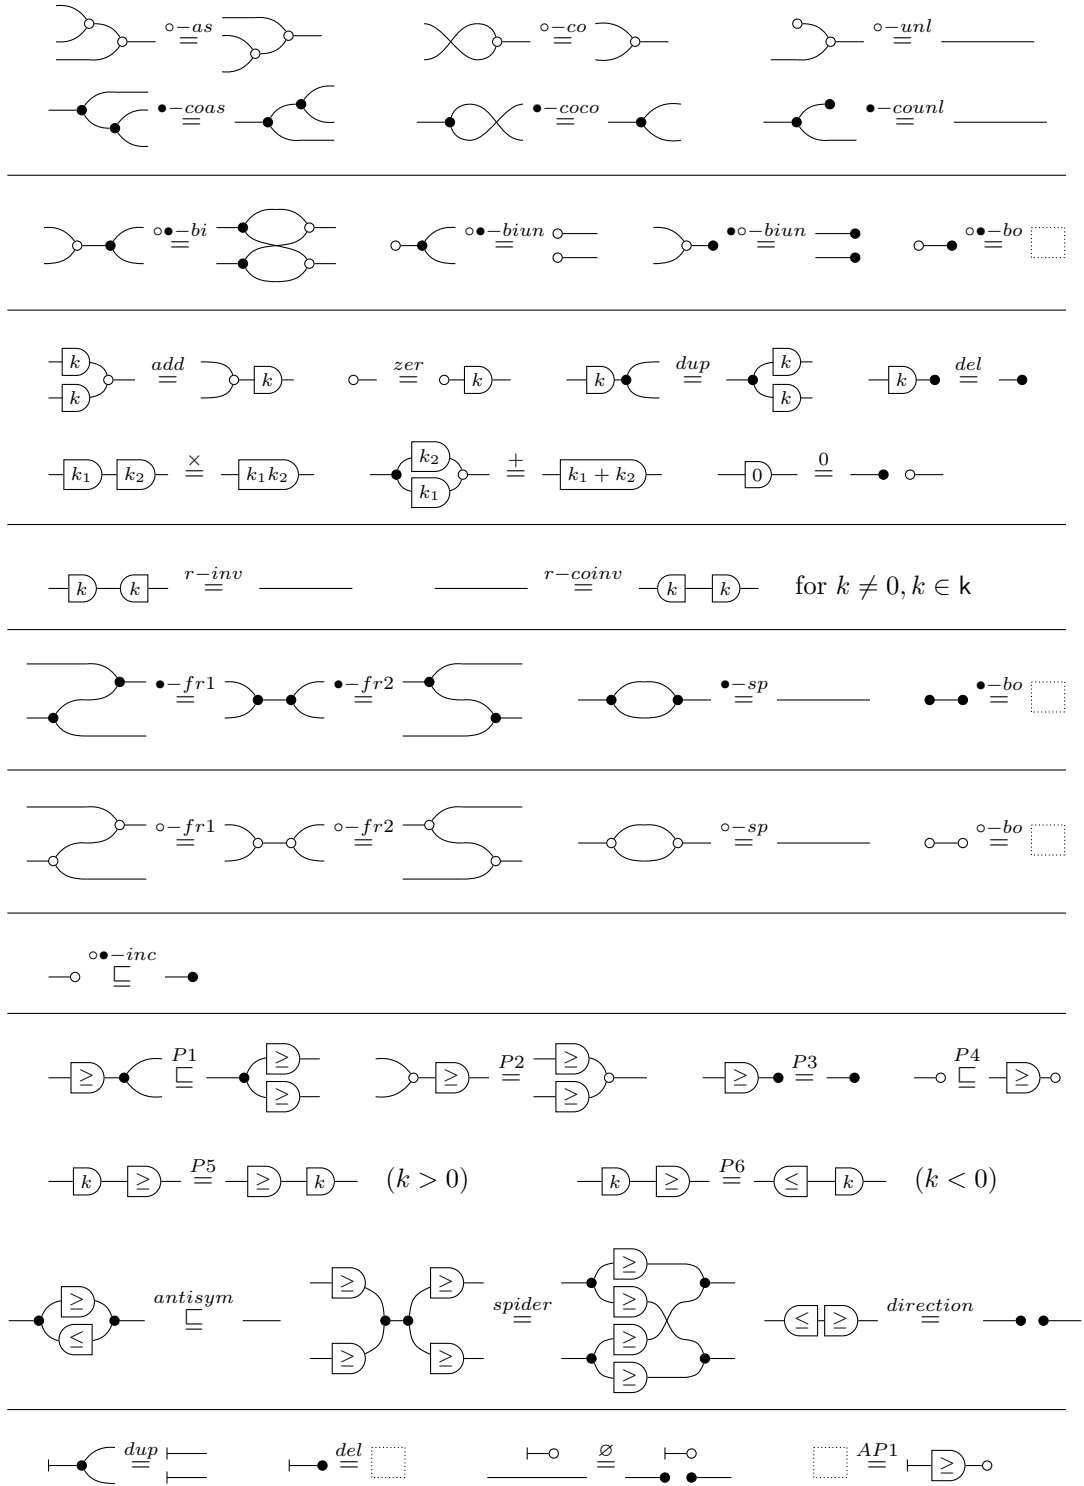 ○−as = ○−co = ○−unl =
●−coas = ●−coco = ●−counl =
○●−bi = ○●−biun = ●○−biun = ○●−bo =
k k add = k zer = k k dup = k k k del =
k₁ k₂ × = k₁k₂ k₂ k₁ + = k₁ + k₂ 0 0 =
k k r−inv = r−coinv = k k for k ≠ 0, k ∈ k
●−fr1 = ●−fr2 = ●−sp = ●−bo =
○−fr1 = ○−fr2 = ○−sp = ○−bo =
○●−inc ⊑
≥ P1 ⊑ ≥ ≥ ≥ P2 = ≥ ≥ ≥ P3 = P4 ⊑ ≥
k ≥ P5 = ≥ k (k > 0) k ≥ P6 = ≤ k (k < 0)
≥ ≤ antisym ⊑ ≥ ≥ ≥ ≥ spider = ≥ ≥ ≥ ≥ ≤ ≥ direction =
dup = del = ∅ = AP1 = ≥